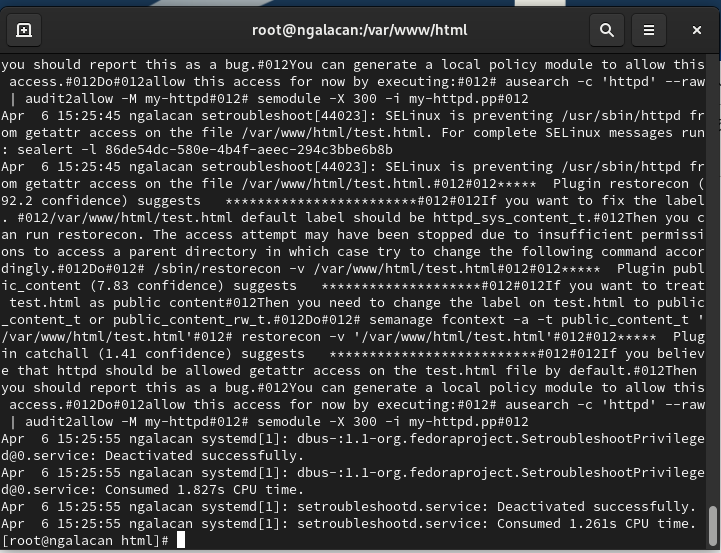 root@ngalacan:/var/www/html
you should report this as a bug.#012You can generate a local policy module to allow this
 access.#012Do#012allow this access for now by executing:#012# ausearch -c 'httpd' --raw
 | audit2allow -M my-httpd#012# semodule -X 300 -i my-httpd.pp#012
Apr  6 15:25:45 ngalacan setroubleshoot[44023]: SELinux is preventing /usr/sbin/httpd fr
om getattr access on the file /var/www/html/test.html. For complete SELinux messages run
: sealert -l 86de54dc-580e-4b4f-aeec-294c3bbe6b8b
Apr  6 15:25:45 ngalacan setroubleshoot[44023]: SELinux is preventing /usr/sbin/httpd fr
om getattr access on the file /var/www/html/test.html.#012#012*****  Plugin restorecon (
92.2 confidence) suggests   ************************#012#012If you want to fix the label
. #012/var/www/html/test.html default label should be httpd_sys_content_t.#012Then you c
an run restorecon. The access attempt may have been stopped due to insufficient permissi
ons to access a parent directory in which case try to change the following command accor
dingly.#012Do#012# /sbin/restorecon -v /var/www/html/test.html#012#012*****  Plugin publ
ic_content (7.83 confidence) suggests   ********************#012#012If you want to treat
 test.html as public content#012Then you need to change the label on test.html to public
_content_t or public_content_rw_t.#012Do#012# semanage fcontext -a -t public_content_t '
/var/www/html/test.html'#012# restorecon -v '/var/www/html/test.html'#012#012*****  Plug
in catchall (1.41 confidence) suggests   **************************#012#012If you believ
e that httpd should be allowed getattr access on the test.html file by default.#012Then 
you should report this as a bug.#012You can generate a local policy module to allow this
 access.#012Do#012allow this access for now by executing:#012# ausearch -c 'httpd' --raw
 | audit2allow -M my-httpd#012# semodule -X 300 -i my-httpd.pp#012
Apr  6 15:25:55 ngalacan systemd[1]: dbus-:1.1-org.fedoraproject.SetroubleshootPrivilege
d@0.service: Deactivated successfully.
Apr  6 15:25:55 ngalacan systemd[1]: dbus-:1.1-org.fedoraproject.SetroubleshootPrivilege
d@0.service: Consumed 1.827s CPU time.
Apr  6 15:25:55 ngalacan systemd[1]: setroubleshootd.service: Deactivated successfully.
Apr  6 15:25:55 ngalacan systemd[1]: setroubleshootd.service: Consumed 1.261s CPU time.
[root@ngalacan html]#